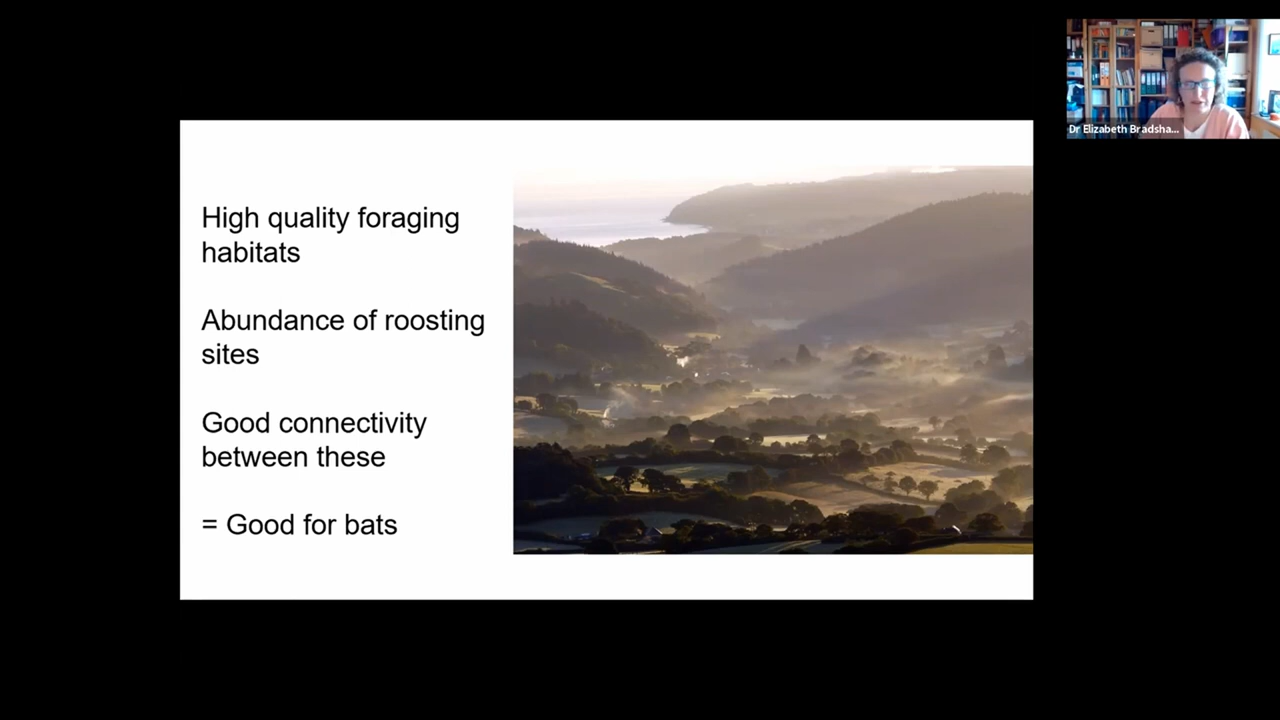 Dr Elizabeth Bradsha...
High quality foraging
habitats
Abundance of roosting
sites
Good connectivity
between these
= Good for bats